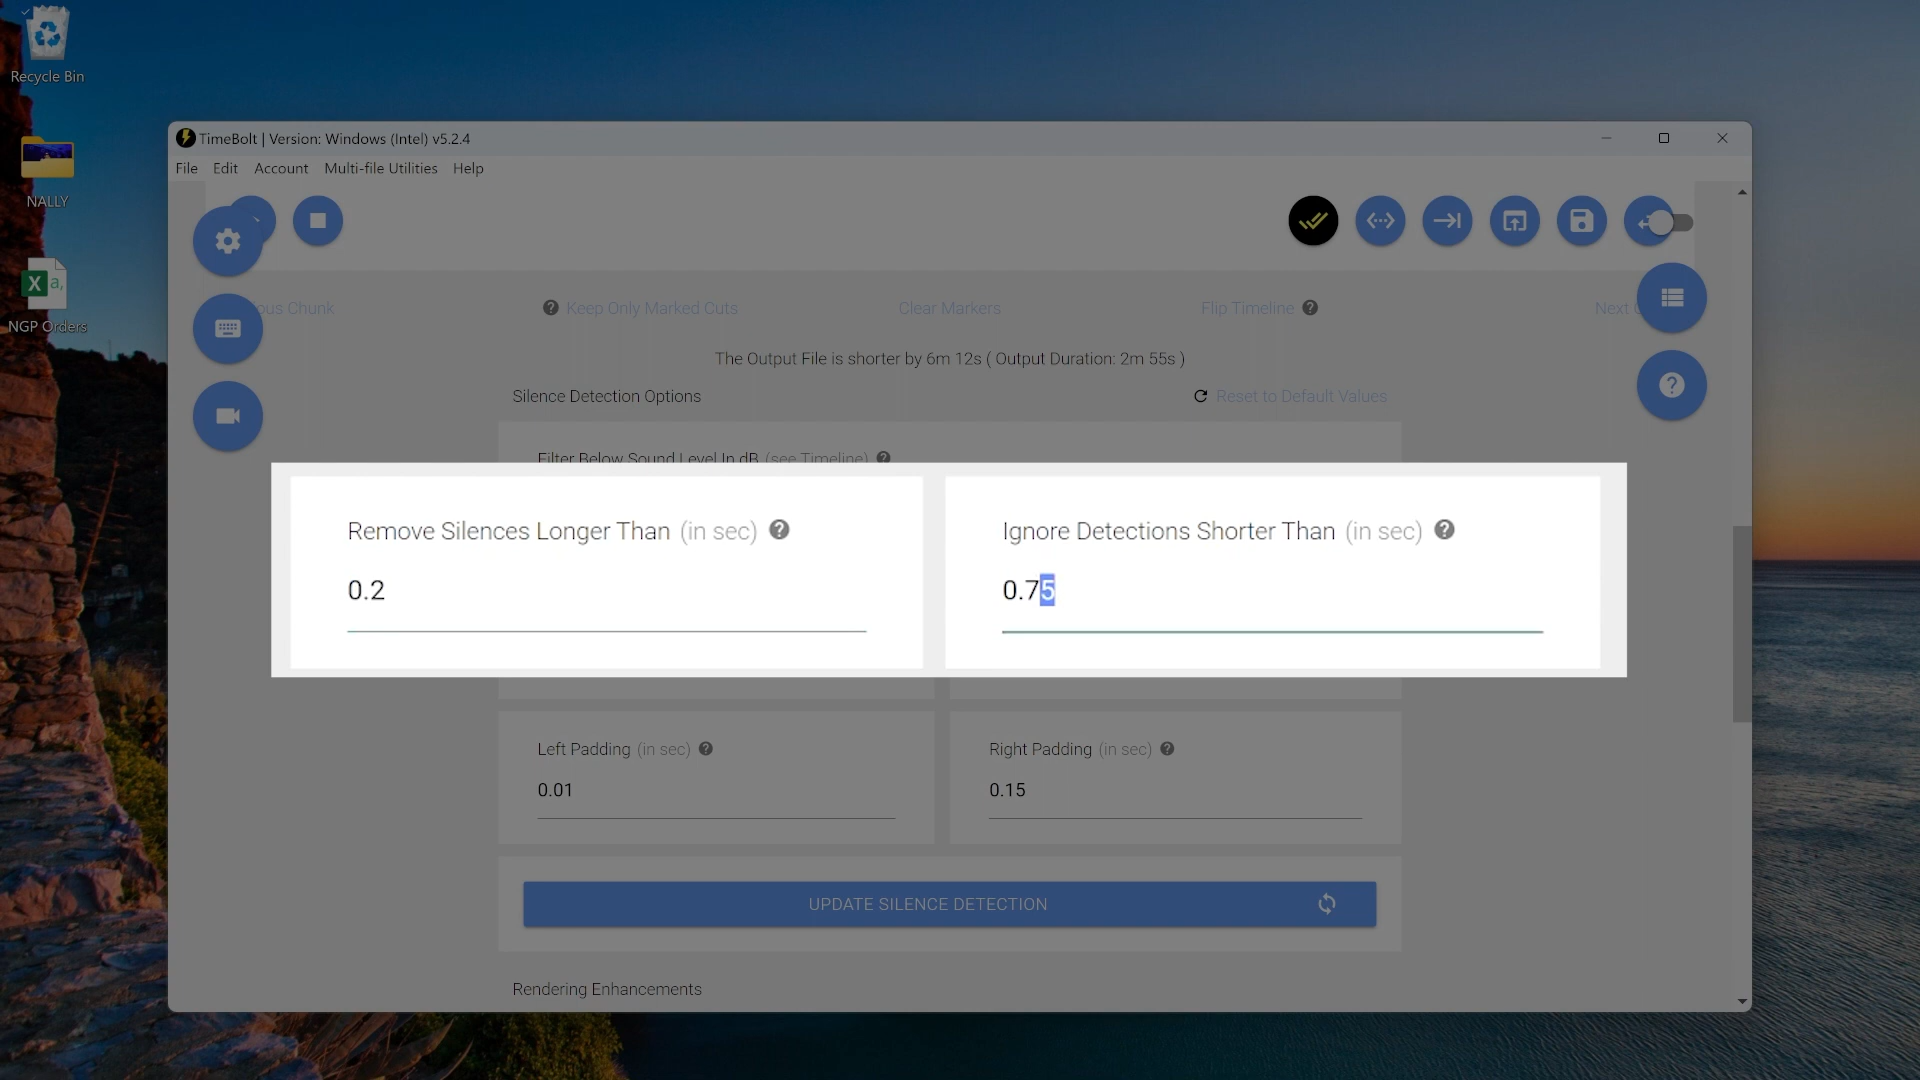 Recycle Bin
NALLY
NGP Orders
TimeBolt | Version: Windows (Intel) v5.2.4
File Edit Account Multi-file Utilities Help
Chunk
Keep Only Marked Cuts
Clear Markers
Flip Timeline
Next
The Output File is shorter by 6m 12s ( Output Duration: 2m 55s )
Silence Detection Options
Reset to Default Values
Filter Below Sound Level In dB (see Timeline)
Remove Silences Longer Than (in sec)
0.2
Ignore Detections Shorter Than (in sec)
0.75
Left Padding (in sec)
0.01
Right Padding (in sec)
0.15
UPDATE SILENCE DETECTION
Rendering Enhancements